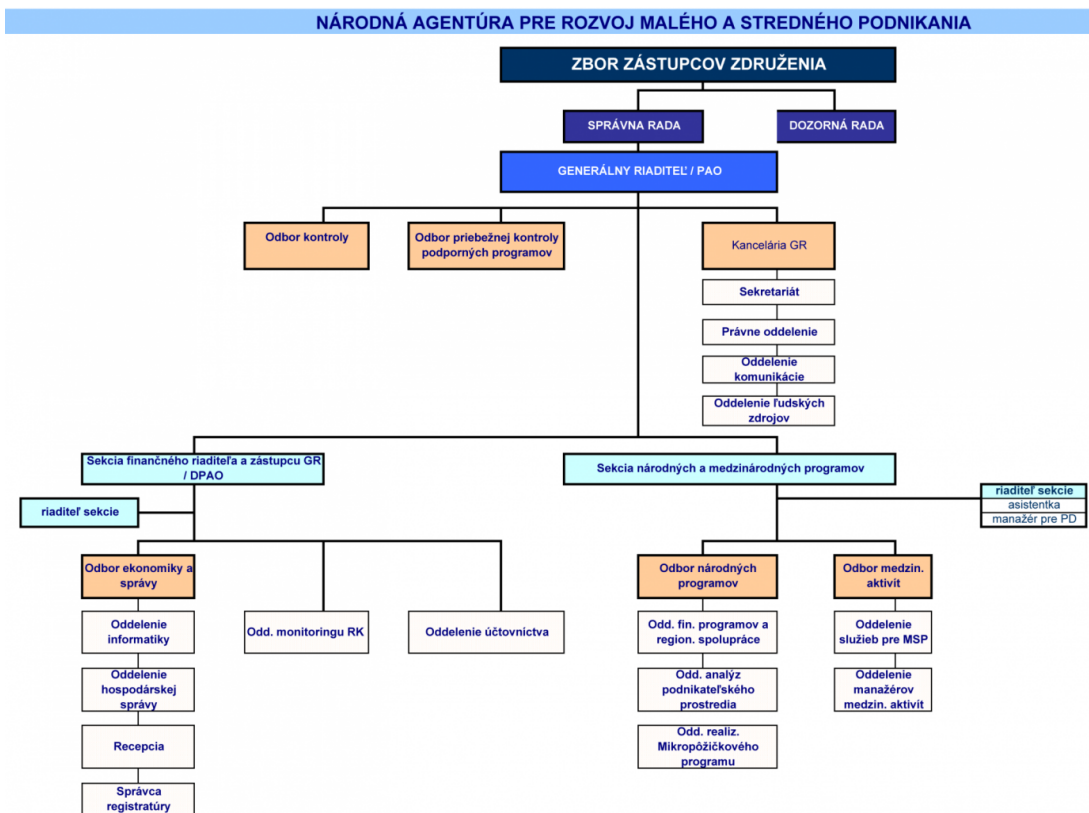 NÁRODNÁ AGENTÚRA PRE ROZVOJ MALÉHO A STREDNÉHO PODNIKANIA
ZBOR ZÁSTUPCOV ZDRUŽENIA
SPRÁVNA RADA
DOZORNÁ RADA
GENERÁLNY RIADITEĽ / PAO
Odbor kontroly
Odbor priebežnej kontroly
podporných programov
Kancelária GR
Sekretariát
Právne oddelenie
Oddelenie
komunikácie
Oddelenie ľudských
zdrojov
Sekcia finančného riaditeľa a zástupcu GR
/ DPAO
Sekcia národných a medzinárodných programov
riaditeľ sekcie
riaditeľ sekcie
asistentka
manažér pre PD
Odbor ekonomiky a
správy
Odbor národných
programov
Odbor medzin.
aktivít
Oddelenie
informatiky
Odd. monitoringu RK
Oddelenie účtovníctva
Odd. fin. programov a
region. spolupráce
Oddelenie
služieb pre MSP
Oddelenie
hospodárskej
správy
Odd. analýz
podnikateľského
prostredia
Oddelenie
manažérov
medzin. aktivít
Recepcia
Odd. realiz.
Mikropôžičkového
programu
Správca
registratúry